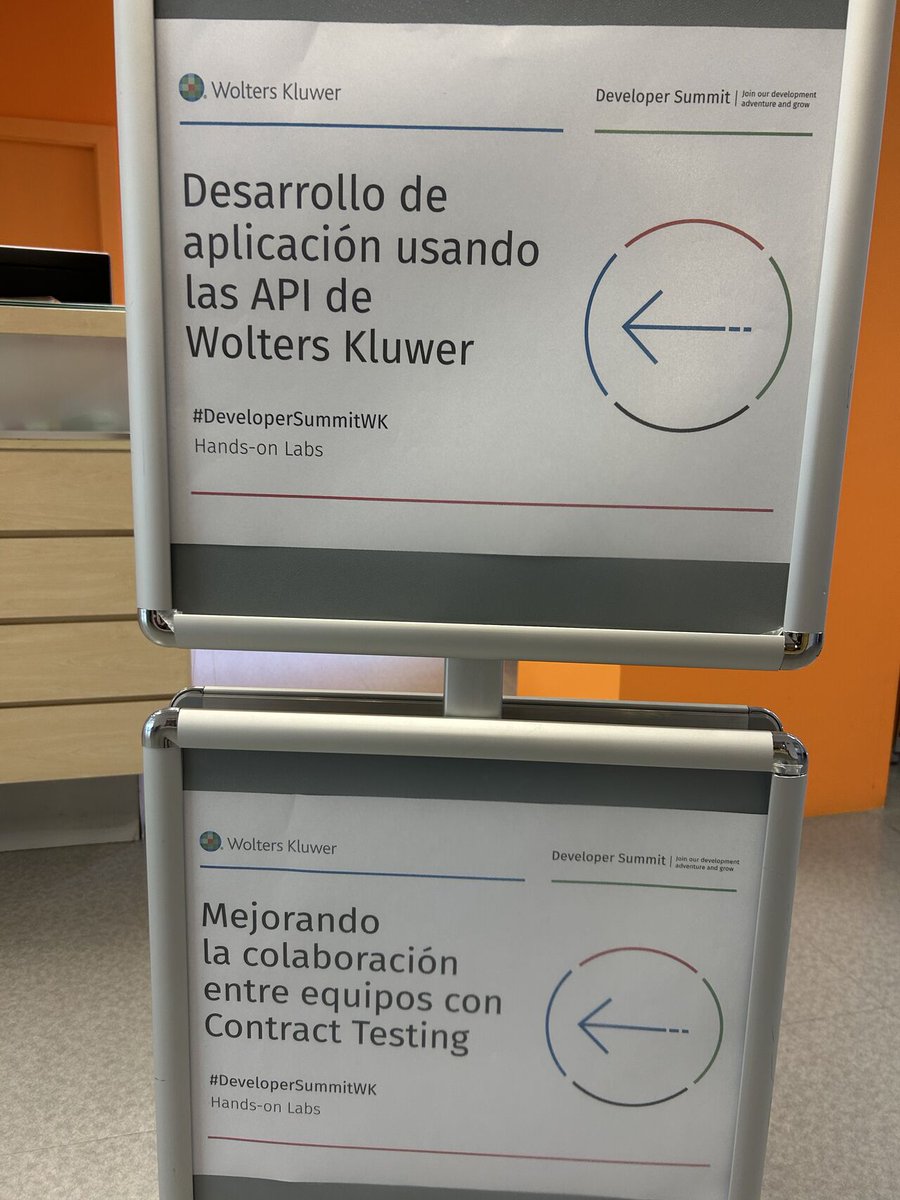 Wolters Kluwer
Developer Summit | Join our development
adventure and grow
Desarrollo de
aplicación usando
las API de
Wolters Kluwer
#DeveloperSummitWK
Hands-on Labs
Wolters Kluwer
Developer Summit | Join our development
adventure and grow
Mejorando
la colaboración
entre equipos con
Contract Testing
#DeveloperSummitWK
Hands-on Labs